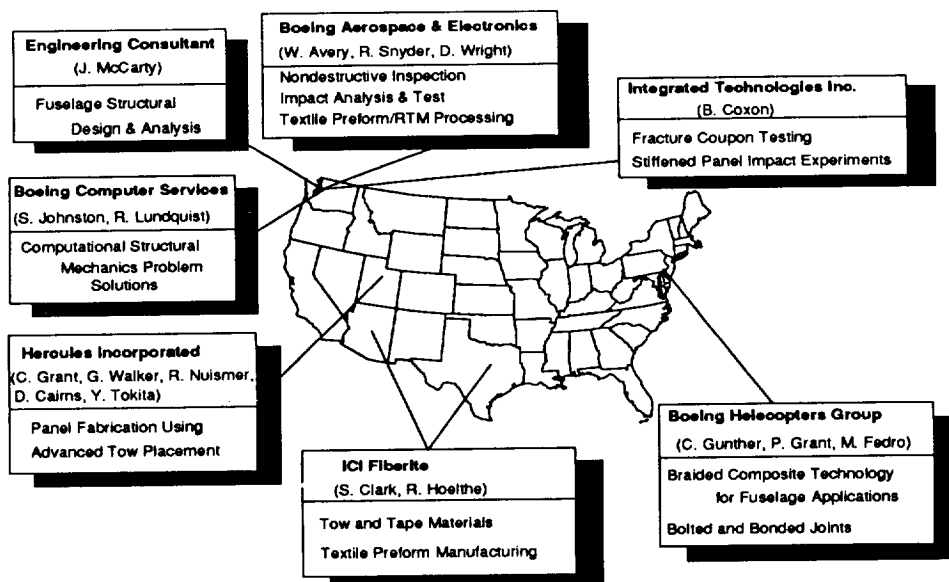 Engineering Consultant
(J. McCarty)
Fuselage Structural
Design & Analysis
Boeing Aerospace & Electronics
(W. Avery, R. Snyder, D. Wright)
Nondestructive Inspection
Impact Analysis & Test
Textile Preform/RTM Processing
Integrated Technologies Inc.
(B. Coxon)
Fracture Coupon Testing
Stiffened Panel Impact Experiments
Boeing Computer Services
(S. Johnston, R. Lundquist)
Computational Structural
Mechanics Problem
Solutions
Hercules Incorporated
(C. Grant, G. Walker, R. Nuismer,
D. Cairns, Y. Tokita)
Panel Fabrication Using
Advanced Tow Placement
ICI Fiberite
(S. Clark, R. Hoelthe)
Tow and Tape Materials
Textile Preform Manufacturing
Boeing Helecopters Group
(C. Gunther, P. Grant, M. Fedro)
Braided Composite Technology
for Fuselage Applications
Bolted and Bonded Joints